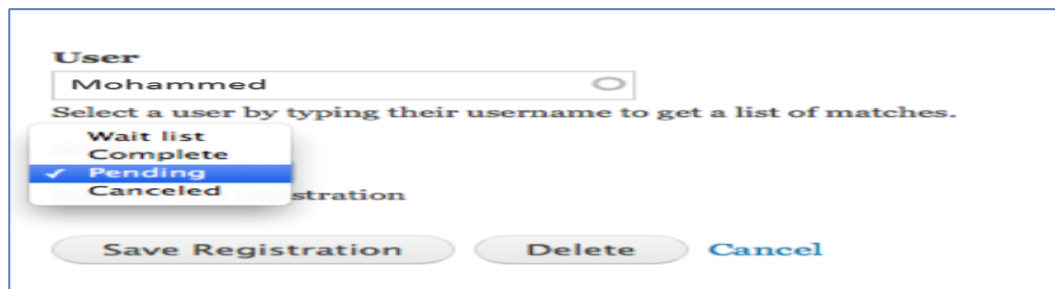 User
Mohammed
Select a user by typing their username to get a list of matches.
Wait list
Complete
✓ Pending
Canceled
stration
Save Registration Delete Cancel